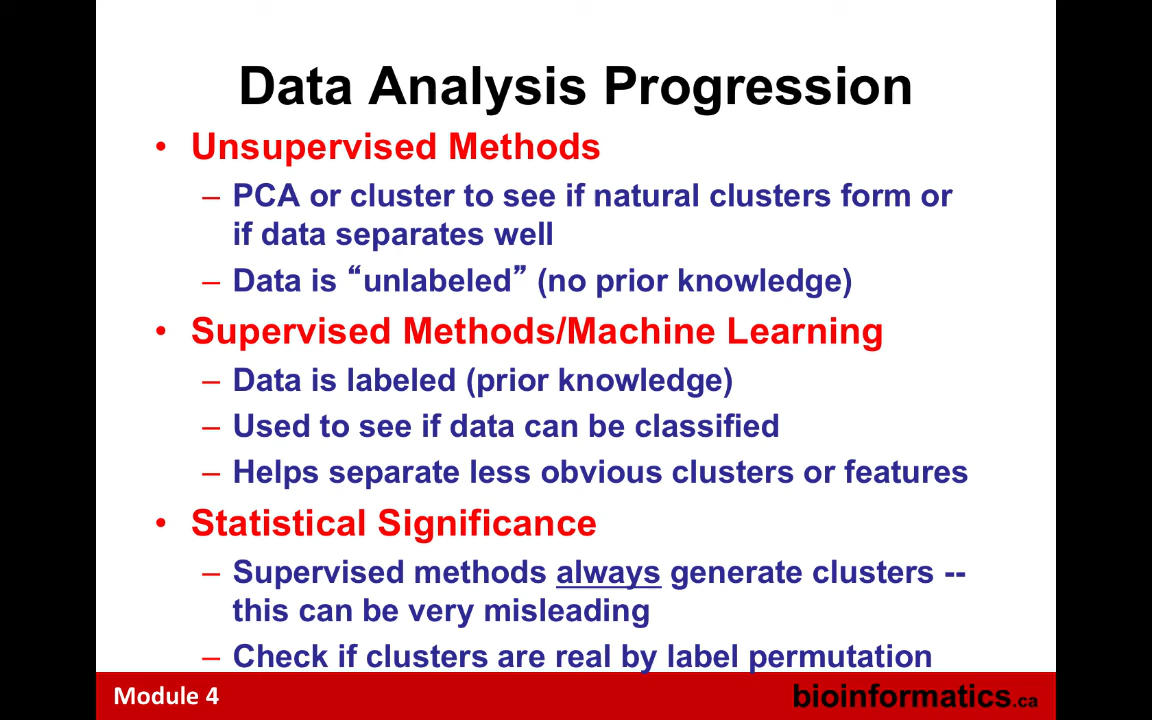 Data Analysis Progression
• Unsupervised Methods
– PCA or cluster to see if natural clusters form or
if data separates well
– Data is “unlabeled” (no prior knowledge)
• Supervised Methods/Machine Learning
– Data is labeled (prior knowledge)
– Used to see if data can be classified
– Helps separate less obvious clusters or features
• Statistical Significance
– Supervised methods always generate clusters --
this can be very misleading
– Check if clusters are real by label permutation
Module 4
bioinformatics.ca